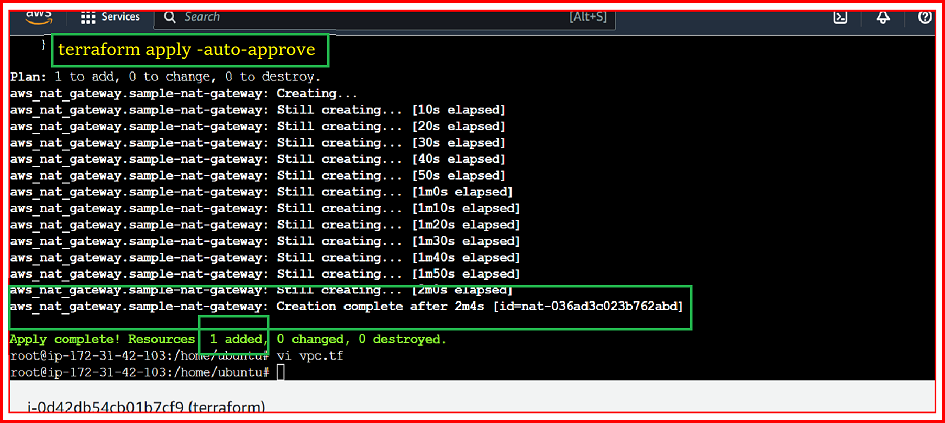 aws Services Search [Alt+S]
} terraform apply -auto-approve
Plan: 1 to add, 0 to change, 0 to destroy.
aws_nat_gateway.sample-nat-gateway: Creating...
aws_nat_gateway.sample-nat-gateway: Still creating... [10s elapsed]
aws_nat_gateway.sample-nat-gateway: Still creating... [20s elapsed]
aws_nat_gateway.sample-nat-gateway: Still creating... [30s elapsed]
aws_nat_gateway.sample-nat-gateway: Still creating... [40s elapsed]
aws_nat_gateway.sample-nat-gateway: Still creating... [50s elapsed]
aws_nat_gateway.sample-nat-gateway: Still creating... [1m0s elapsed]
aws_nat_gateway.sample-nat-gateway: Still creating... [1m10s elapsed]
aws_nat_gateway.sample-nat-gateway: Still creating... [1m20s elapsed]
aws_nat_gateway.sample-nat-gateway: Still creating... [1m30s elapsed]
aws_nat_gateway.sample-nat-gateway: Still creating... [1m40s elapsed]
aws_nat_gateway.sample-nat-gateway: Still creating... [1m50s elapsed]
aws_nat_gateway.sample-nat-gateway: Still creating... [2m0s elapsed]
aws_nat_gateway.sample-nat-gateway: Creation complete after 2m4s [id=nat-036ad3c023b762abd]
Apply complete! Resources 1 added, 0 changed, 0 destroyed.
root@ip-172-31-42-103:/home/ubuntu# vi vpc.tf
root@ip-172-31-42-103:/home/ubuntu#
i-0d42db54cb01b7cf9 (terraform)